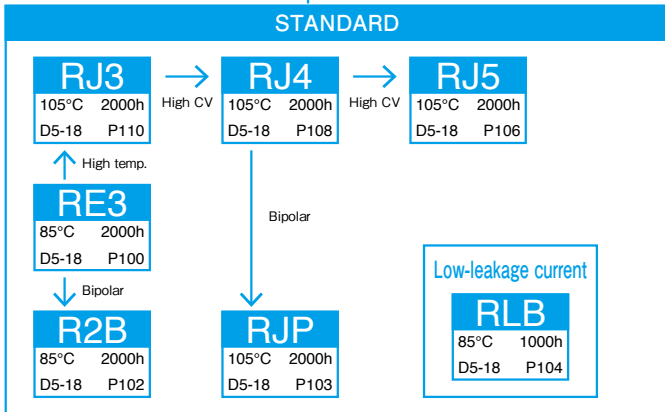 STANDARD
RJ3
105°C 2000h
D5-18 P110
High CV
RJ4
105°C 2000h
D5-18 P108
High CV
RJ5
105°C 2000h
D5-18 P106
High temp.
RE3
85°C 2000h
D5-18 P100
Bipolar
Bipolar
R2B
85°C 2000h
D5-18 P102
RJP
105°C 2000h
D5-18 P103
Low-leakage current
RLB
85°C 1000h
D5-18 P104